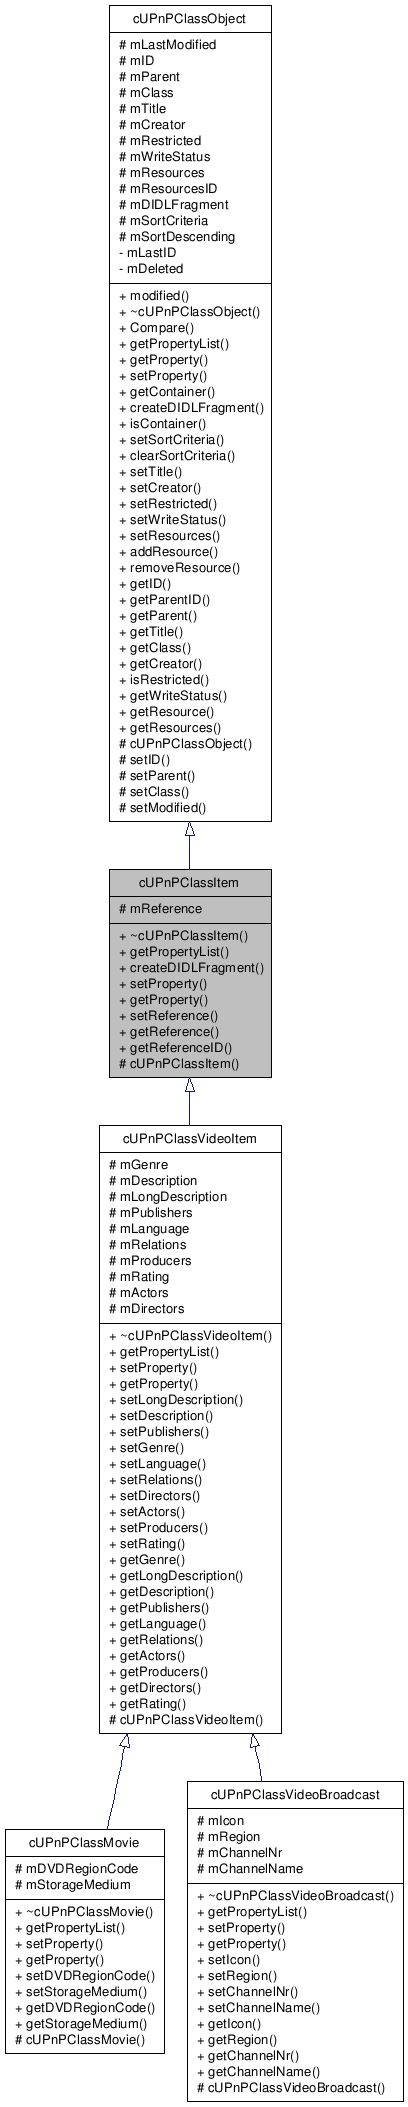 cUPnPClassObject
# mLastModified
# mID
# mParent
# mClass
# mTitle
# mCreator
# mRestricted
# mWriteStatus
# mResources
# mResourcesID
# mDIDLFragment
# mSortCriteria
# mSortDescending
- mLastID
- mDeleted
+ modified()
+ ~cUPnPClassObject()
+ Compare()
+ getPropertyList()
+ getProperty()
+ setProperty()
+ getContainer()
+ createDIDLFragment()
+ isContainer()
+ setSortCriteria()
+ clearSortCriteria()
+ setTitle()
+ setCreator()
+ setRestricted()
+ setWriteStatus()
+ setResources()
+ addResource()
+ removeResource()
+ getID()
+ getParentID()
+ getParent()
+ getTitle()
+ getClass()
+ getCreator()
+ isRestricted()
+ getWriteStatus()
+ getResource()
+ getResources()
# cUPnPClassObject()
# setID()
# setParent()
# setClass()
# setModified()
cUPnPClassItem
# mReference
+ ~cUPnPClassItem()
+ getPropertyList()
+ createDIDLFragment()
+ setProperty()
+ getProperty()
+ setReference()
+ getReference()
+ getReferenceID()
# cUPnPClassItem()
cUPnPClassVideoItem
# mGenre
# mDescription
# mLongDescription
# mPublishers
# mLanguage
# mRelations
# mProducers
# mRating
# mActors
# mDirectors
+ ~cUPnPClassVideoItem()
+ getPropertyList()
+ setProperty()
+ getProperty()
+ setLongDescription()
+ setDescription()
+ setPublishers()
+ setGenre()
+ setLanguage()
+ setRelations()
+ setDirectors()
+ setActors()
+ setProducers()
+ setRating()
+ getGenre()
+ getLongDescription()
+ getDescription()
+ getPublishers()
+ getLanguage()
+ getRelations()
+ getActors()
+ getProducers()
+ getDirectors()
+ getRating()
# cUPnPClassVideoItem()
cUPnPClassMovie
# mDVDRegionCode
# mStorageMedium
+ ~cUPnPClassMovie()
+ getPropertyList()
+ setProperty()
+ getProperty()
+ setDVDRegionCode()
+ setStorageMedium()
+ getDVDRegionCode()
+ getStorageMedium()
# cUPnPClassMovie()
cUPnPClassVideoBroadcast
# mIcon
# mRegion
# mChannelNr
# mChannelName
+ ~cUPnPClassVideoBroadcast()
+ getPropertyList()
+ setProperty()
+ getProperty()
+ setIcon()
+ setRegion()
+ setChannelNr()
+ setChannelName()
+ getIcon()
+ getRegion()
+ getChannelNr()
+ getChannelName()
# cUPnPClassVideoBroadcast()